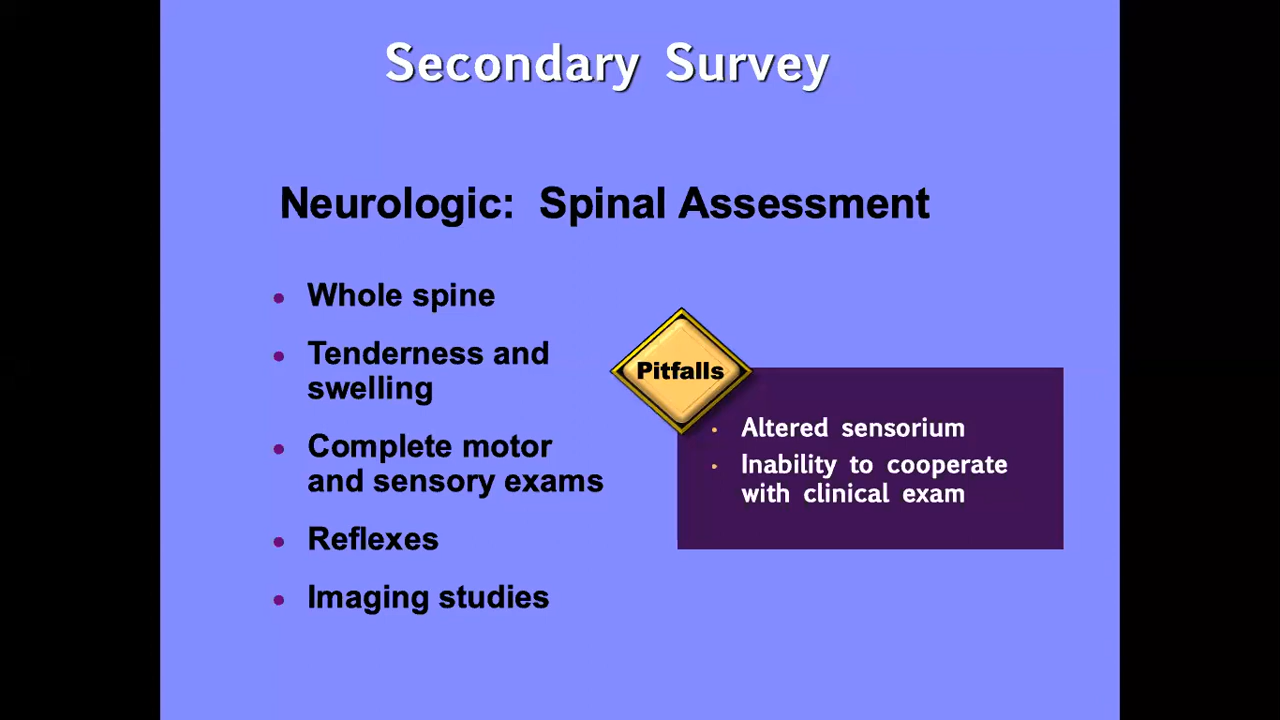 Secondary Survey
Neurologic: Spinal Assessment
• Whole spine
• Tenderness and
swelling
• Complete motor
and sensory exams
• Reflexes
• Imaging studies
Pitfalls
• Altered sensorium
• Inability to cooperate
with clinical exam